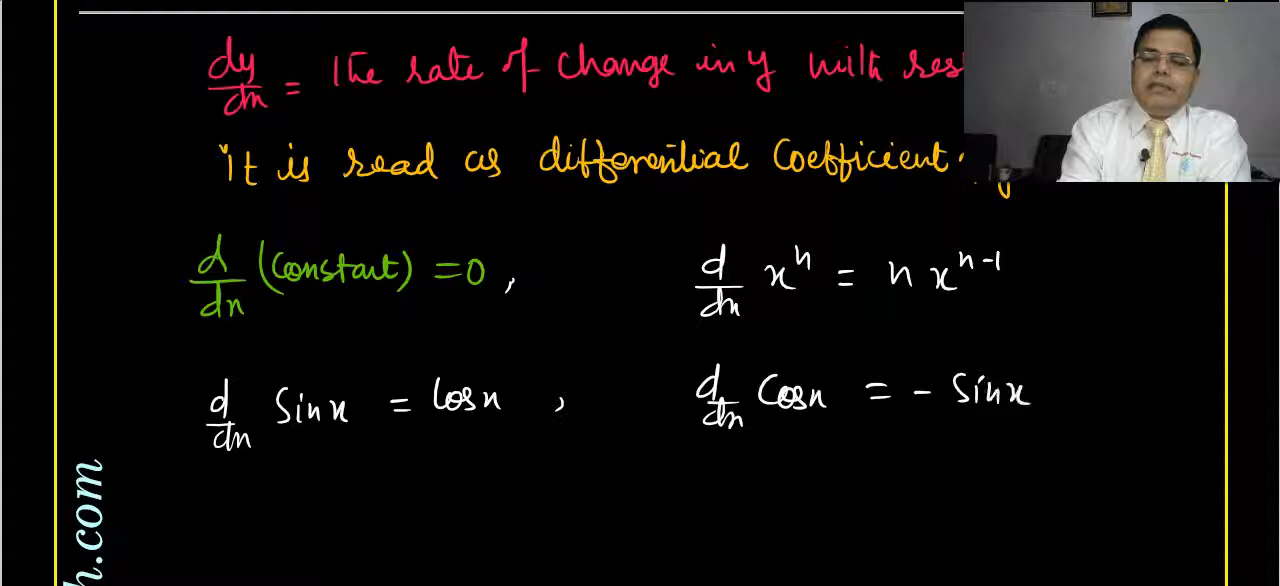 dy/dx = The rate of change in y with res
It is read as differential Coefficient
d/dx (Constant) = 0 , d/dx x^n = n x^(n-1)
d/dx Sin x = Cos x , d/dx Cos x = - Sin x
h.com